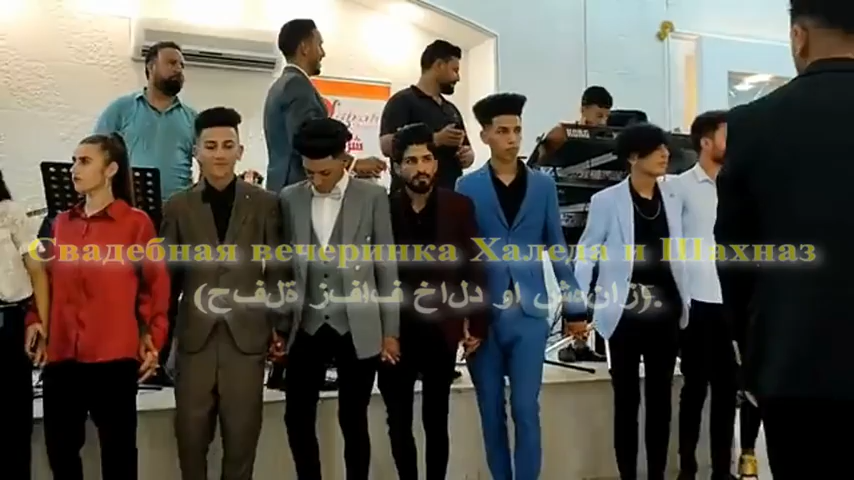 KORG
Свадебная вечеринка Халеда и Шахназ
(حفلة زفاف خالد و شهناز).